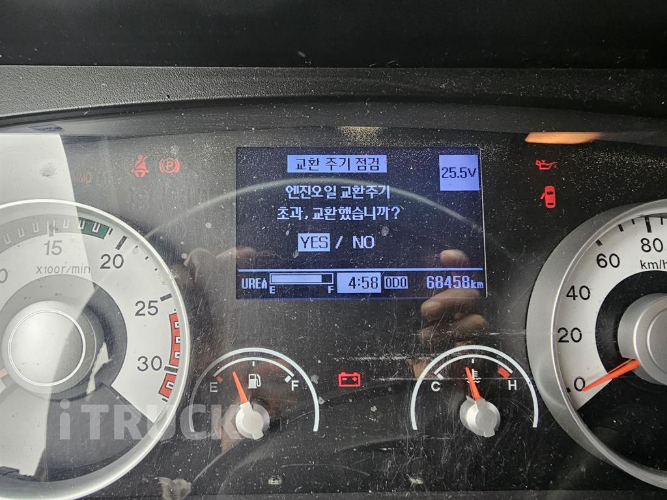 교환 주기 점검
25.5V
엔진오일 교환주기
초과, 교환했습니까?
YES / NO
UREA E F 4:58 ODO 68458km
15 20 25 30
x100r/min
0 20 40 60 80
km/h
E F
C H
P
iTRUCK